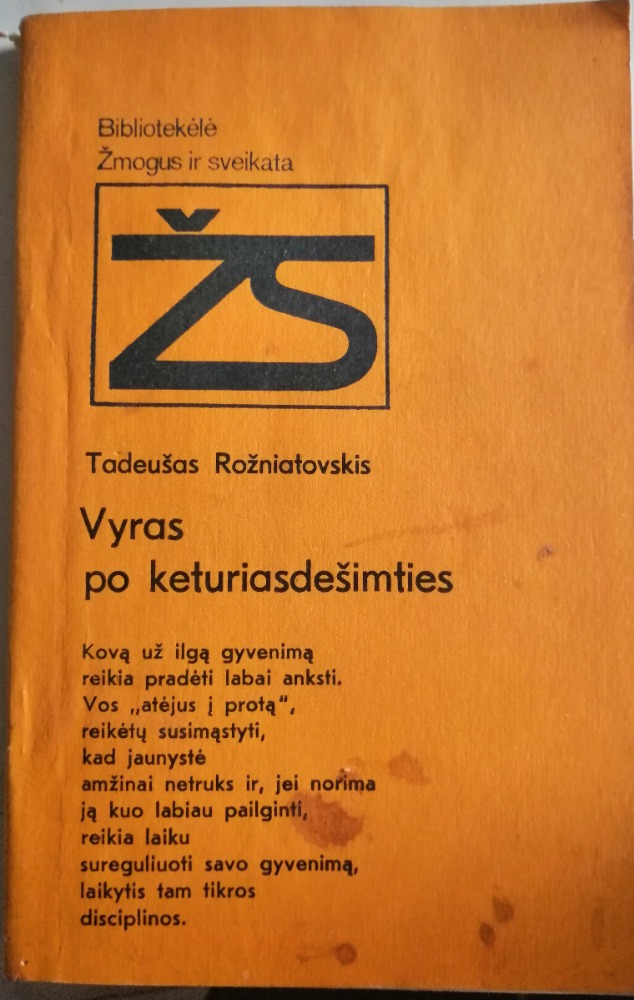 Bibliotekėlė
Žmogus ir sveikata
ŽS
Tadeušas Rožniatovskis
Vyras
po keturiasdešimties
Kovą už ilgą gyvenimą
reikia pradėti labai anksti.
Vos „atėjus į protą“,
reikėtų susimąstyti,
kad jaunystė
amžinai netruks ir, jei norima
ją kuo labiau pailginti,
reikia laiku
sureguliuoti savo gyvenimą,
laikytis tam tikros
disciplinos.